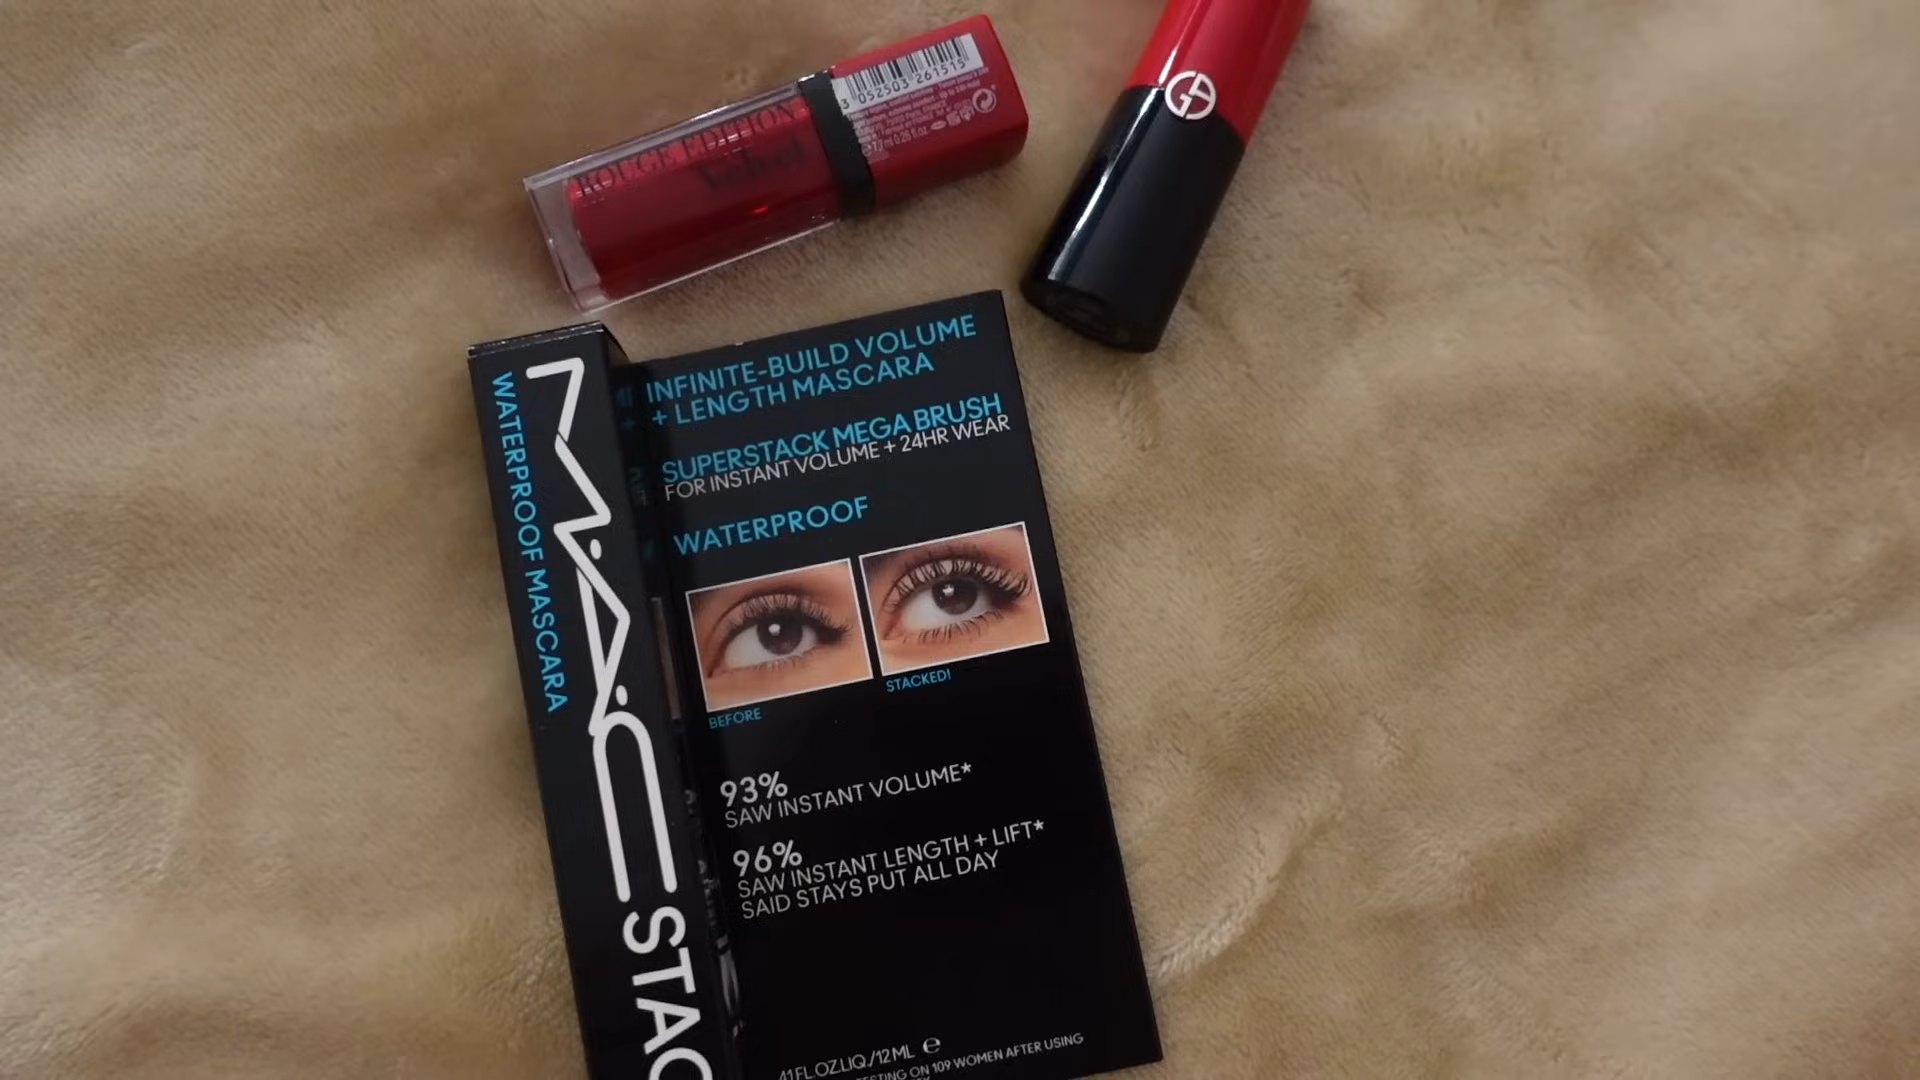 3 052503 261515
ROUGE EDITION
Velvet
GA
WATERPROOF MASCARA
M·A·C STAC
INFINITE-BUILD VOLUME
+ LENGTH MASCARA
SUPERSTACK MEGA BRUSH
FOR INSTANT VOLUME + 24HR WEAR
WATERPROOF
BEFORE
STACKED!
93%
SAW INSTANT VOLUME*
96%
SAW INSTANT LENGTH + LIFT*
SAID STAYS PUT ALL DAY
.41 FL.OZ.LIQ./12 ML e
TESTING ON 109 WOMEN AFTER USING